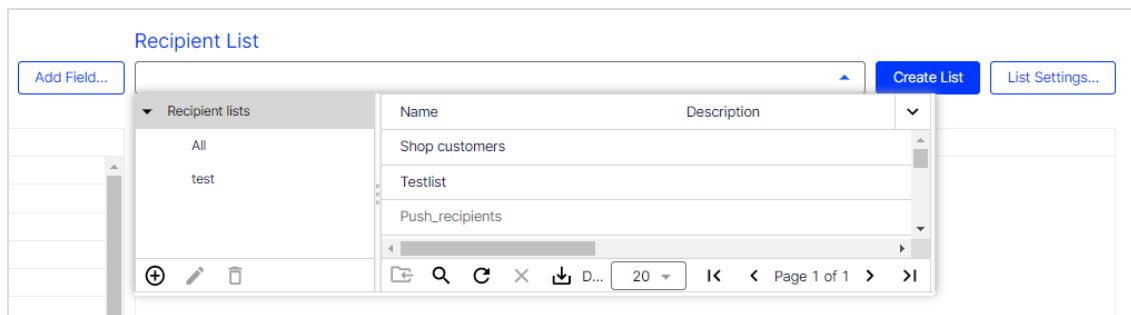 Recipient List
Add Field...
Create List
List Settings...
Recipient lists
All
test
Name Description
Shop customers
Testlist
Push_recipients
D... 20 Page 1 of 1